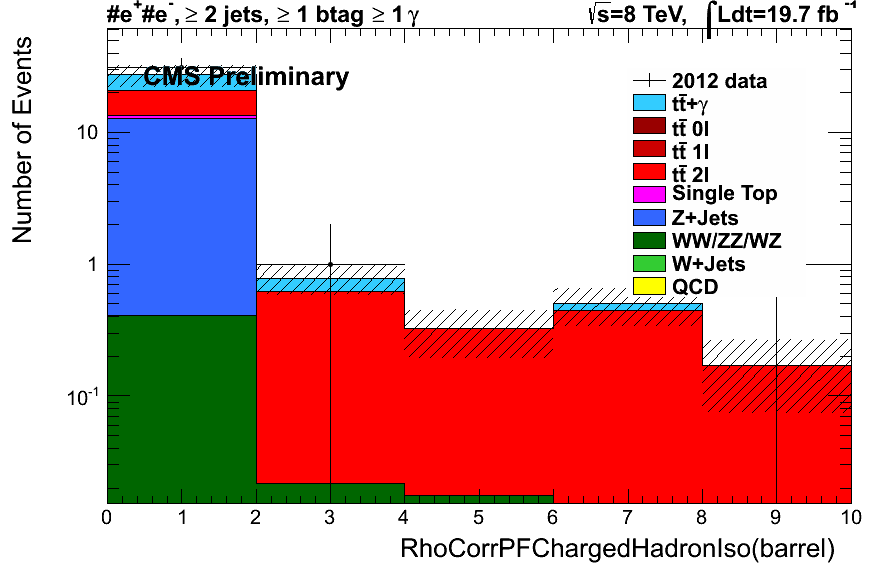 #e⁺#e⁻, ≥ 2 jets, ≥ 1 btag ≥ 1 γ
√s=8 TeV, ∫Ldt=19.7 fb⁻¹
CMS Preliminary
2012 data
tt̄+γ
tt̄ 0l
tt̄ 1l
tt̄ 2l
Single Top
Z+Jets
WW/ZZ/WZ
W+Jets
QCD
Number of Events
10
1
10⁻¹
0 1 2 3 4 5 6 7 8 9 10
RhoCorrPFChargedHadronIso(barrel)